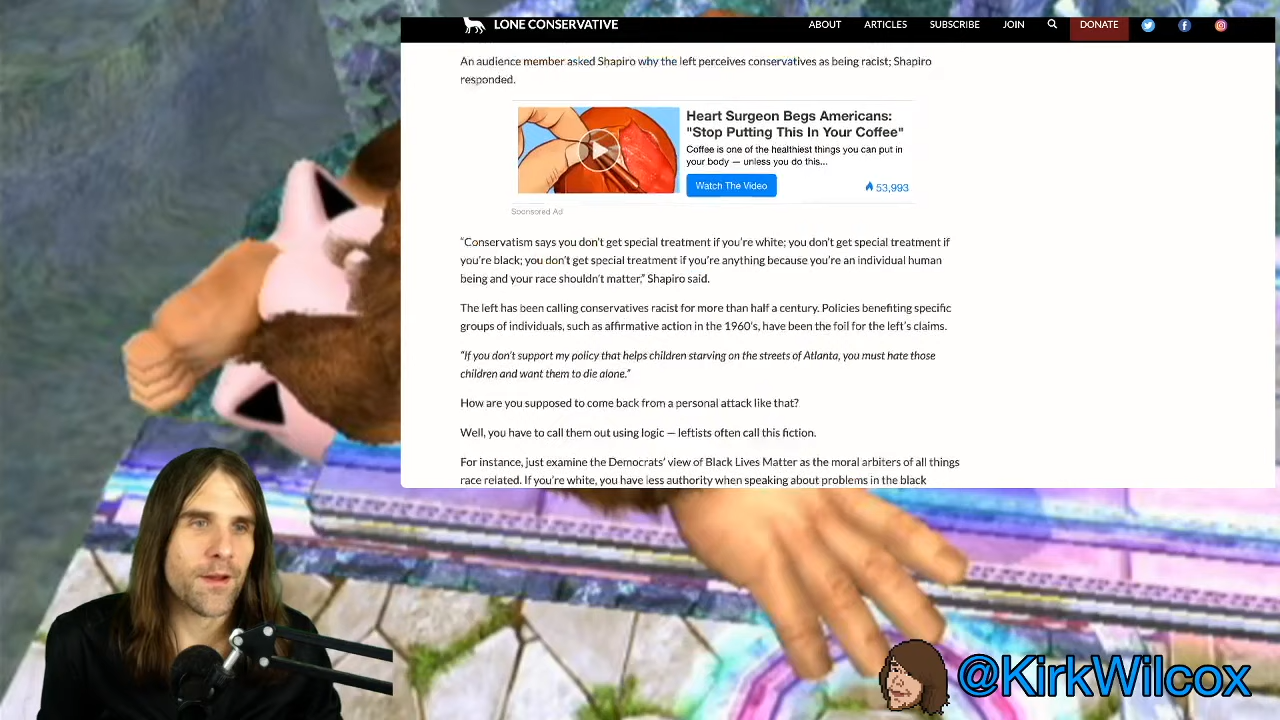 LONE CONSERVATIVE
ABOUT ARTICLES SUBSCRIBE JOIN DONATE
An audience member asked Shapiro why the left perceives conservatives as being racist; Shapiro
responded.
Heart Surgeon Begs Americans:
"Stop Putting This In Your Coffee"
Coffee is one of the healthiest things you can put in
your body — unless you do this...
Watch The Video
53,993
Sponsored Ad
“Conservatism says you don’t get special treatment if you’re white; you don’t get special treatment if
you’re black; you don’t get special treatment if you’re anything because you’re an individual human
being and your race shouldn’t matter,” Shapiro said.
The left has been calling conservatives racist for more than half a century. Policies benefiting specific
groups of individuals, such as affirmative action in the 1960’s, have been the foil for the left’s claims.
“If you don’t support my policy that helps children starving on the streets of Atlanta, you must hate those
children and want them to die alone.”
How are you supposed to come back from a personal attack like that?
Well, you have to call them out using logic — leftists often call this fiction.
For instance, just examine the Democrats’ view of Black Lives Matter as the moral arbiters of all things
race related. If you’re white, you have less authority when speaking about problems in the black
@KirkWilcox